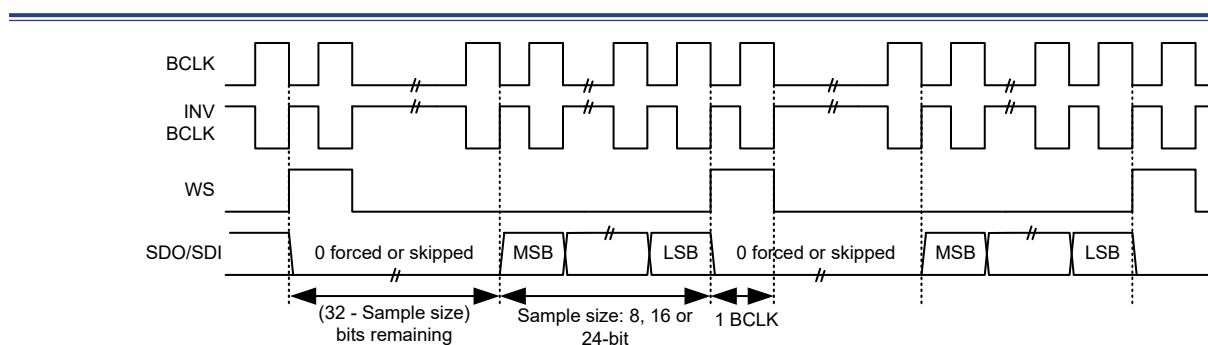 BCLK
INV
BCLK
WS
SDO/SDI
0 forced or skipped
MSB
LSB
0 forced or skipped
MSB
LSB
(32 - Sample size)
bits remaining
Sample size: 8, 16 or
24-bit
1 BCLK